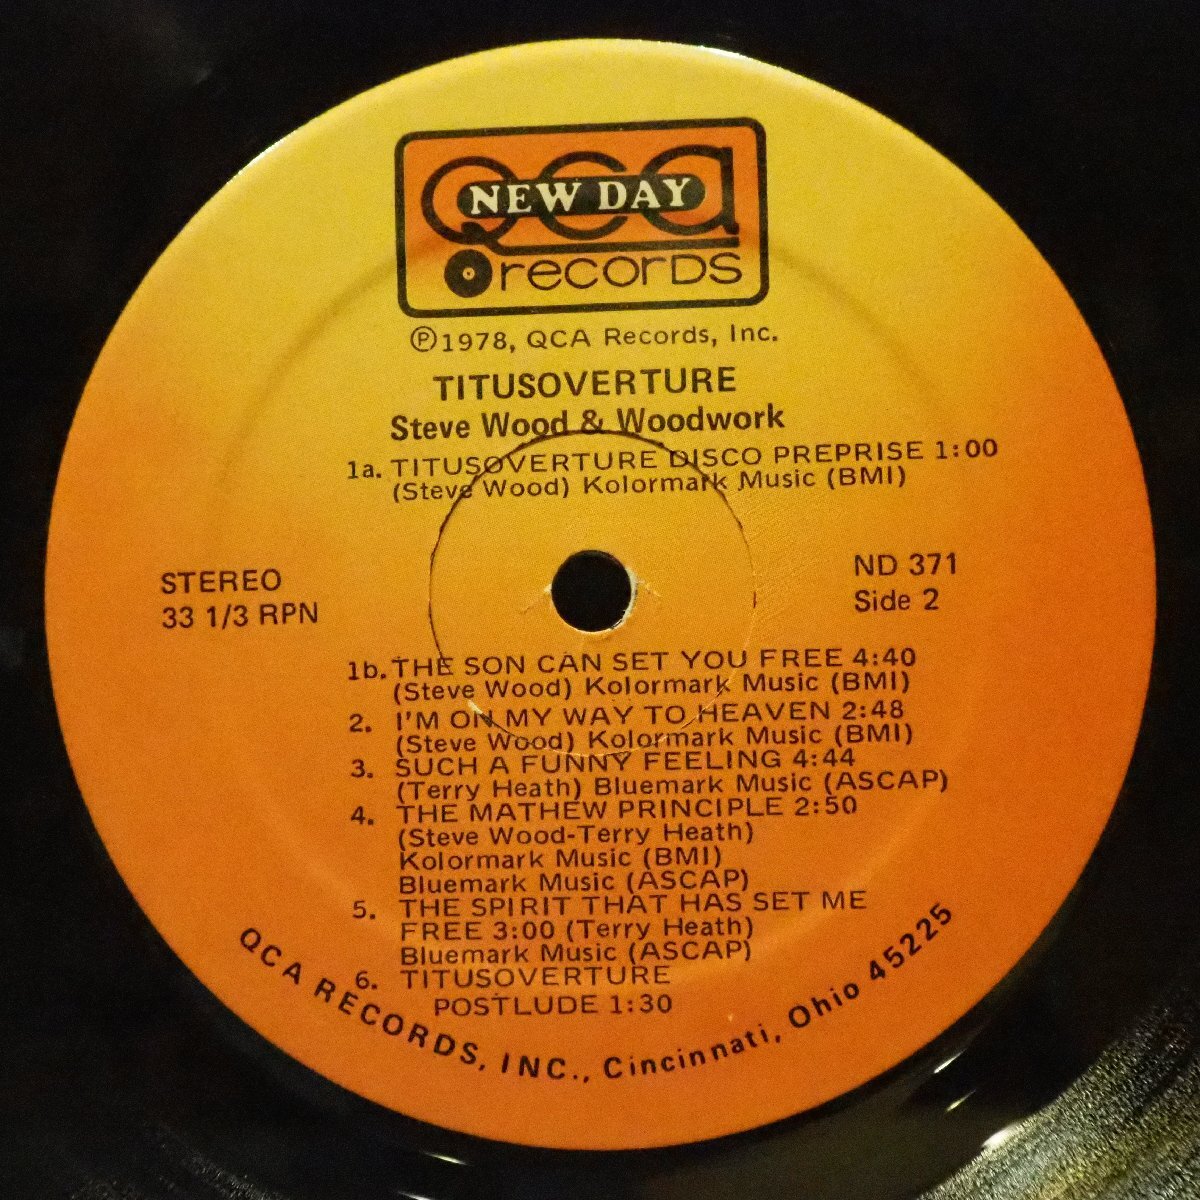 QCA
NEW DAY
records
℗1978, QCA Records, Inc.
TITUSOVERTURE
Steve Wood & Woodwork
1a. TITUSOVERTURE DISCO PREPRISE 1:00
(Steve Wood) Kolormark Music (BMI)
STEREO
33 1/3 RPN
ND 371
Side 2
1b. THE SON CAN SET YOU FREE 4:40
(Steve Wood) Kolormark Music (BMI)
2. I'M ON MY WAY TO HEAVEN 2:48
(Steve Wood) Kolormark Music (BMI)
3. SUCH A FUNNY FEELING 4:44
(Terry Heath) Bluemark Music (ASCAP)
4. THE MATHEW PRINCIPLE 2:50
(Steve Wood-Terry Heath)
Kolormark Music (BMI)
Bluemark Music (ASCAP)
5. THE SPIRIT THAT HAS SET ME
FREE 3:00 (Terry Heath)
Bluemark Music (ASCAP)
6. TITUSOVERTURE
POSTLUDE 1:30
QCA RECORDS, INC., Cincinnati, Ohio 45225